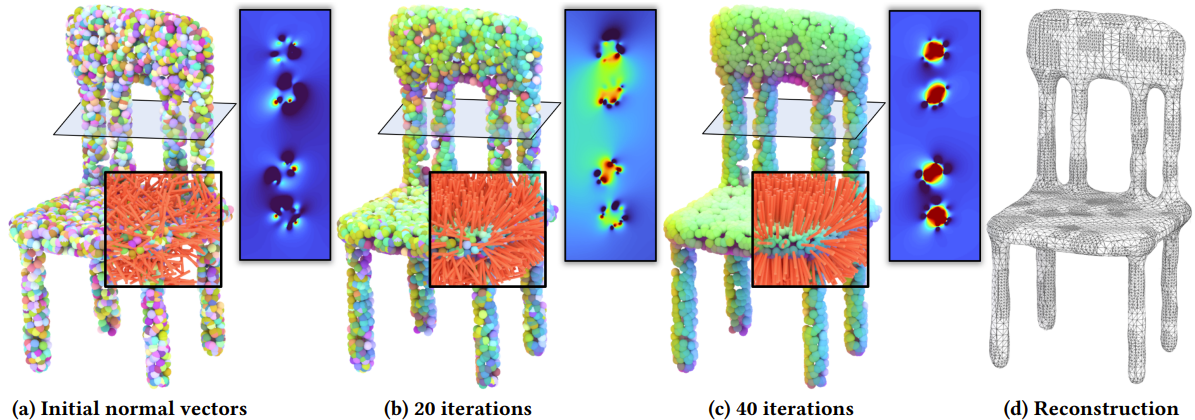 (a) Initial normal vectors
(b) 20 iterations
(c) 40 iterations
(d) Reconstruction